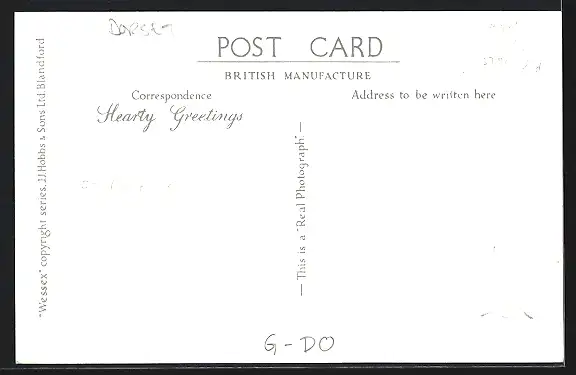 Dorset
POST CARD
BRITISH MANUFACTURE
Correspondence
Address to be written here
Hearty Greetings
"Wessex" copyright series, J.J.Hobbs & Sons Ltd.Blandford
— This is a "Real Photograph" —
G-DO